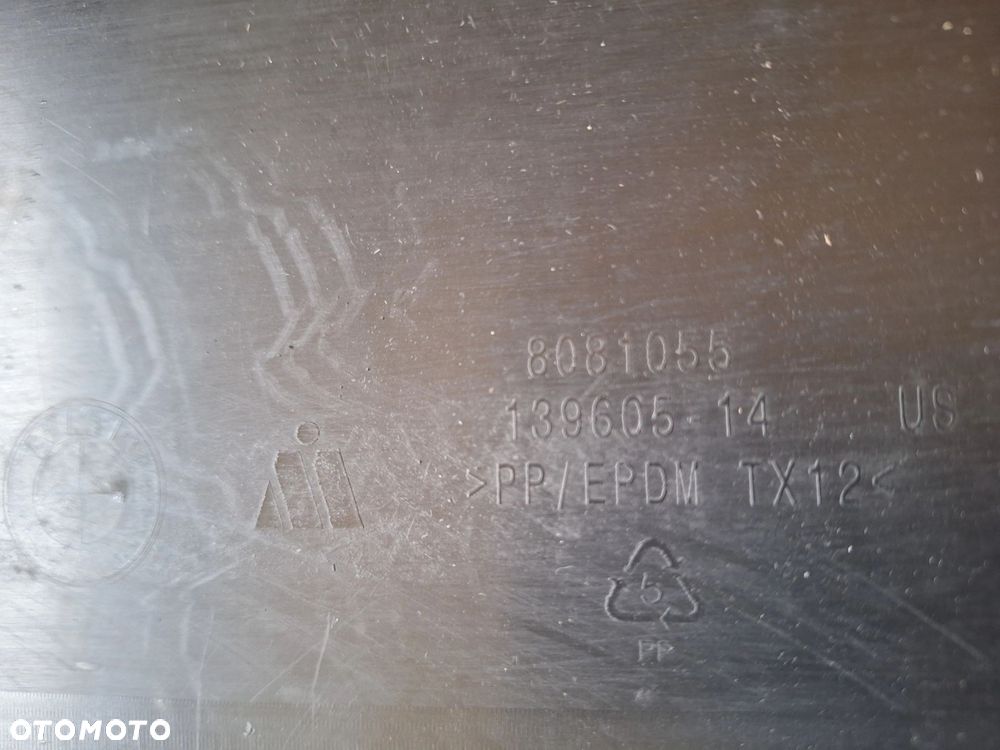 8081055
139605-14 US
>PP/EPDM TX12<
5
PP
OTOMOTO